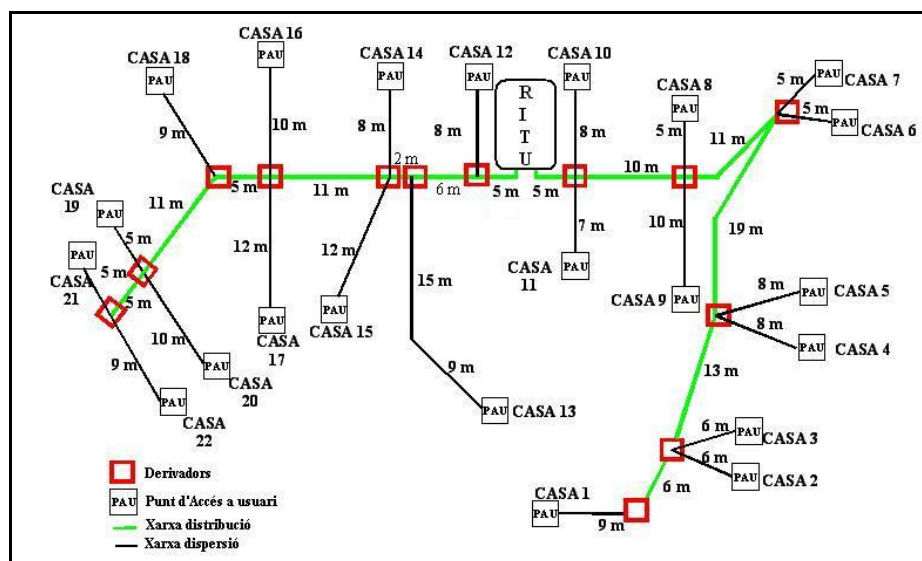 CASA 16
CASA 18
PAU
PAU
CASA 14
PAU
CASA 12
PAU
R
I
T
U
CASA 10
PAU
CASA 8
PAU
5 m
PAU
CASA 7
5 m
PAU
CASA 6
9 m
10 m
8 m
8 m
8 m
5 m
11 m
2 m
10 m
5 m
11 m
6 m
5 m
5 m
CASA
19
PAU
11 m
12 m
12 m
15 m
7 m
10 m
19 m
5 m
PAU
5 m
CASA
21
5 m
10 m
9 m
PAU
CASA
11
PAU
CASA 9
8 m
PAU
CASA 5
8 m
PAU
CASA 4
PAU
CASA 15
PAU
CASA
17
PAU
CASA
20
PAU
CASA
22
9 m
PAU
CASA 13
13 m
6 m
PAU
CASA 3
6 m
PAU
CASA 2
6 m
CASA 1
PAU
9 m
Derivadors
PAU
Punt d'Accés a usuari
Xarxa distribució
Xarxa dispersió